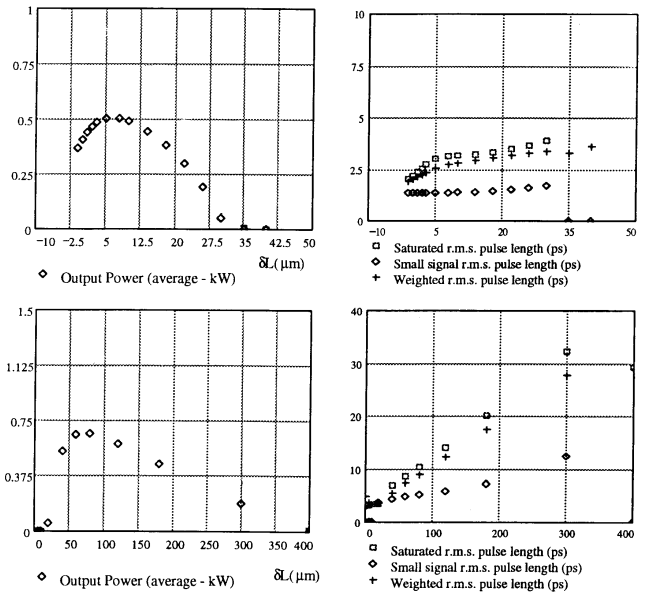 1
0.75
0.5
0.25
0
−10 −2.5 5 12.5 20 27.5 35 42.5 50
δL(μm)
◇ Output Power (average - kW)
10
7.5
5
2.5
0
−10 5 20 35 50
□ Saturated r.m.s. pulse length (ps)
◇ Small signal r.m.s. pulse length (ps)
+ Weighted r.m.s. pulse length (ps)
1.5
1.125
0.75
0.375
0
0 50 100 150 200 250 300 350 400
◇ Output Power (average - kW) δL(μm)
40
30
20
10
0
0 100 200 300 400
□ Saturated r.m.s. pulse length (ps)
◇ Small signal r.m.s. pulse length (ps)
+ Weighted r.m.s. pulse length (ps)